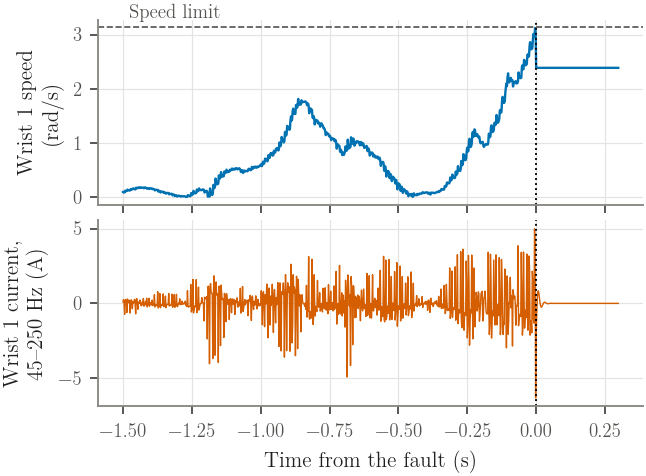 Speed limit
3
2
1
0
Wrist 1 speed
(rad/s)
5
0
−5
Wrist 1 current,
45–250 Hz (A)
−1.50 −1.25 −1.00 −0.75 −0.50 −0.25 0.00 0.25
Time from the fault (s)